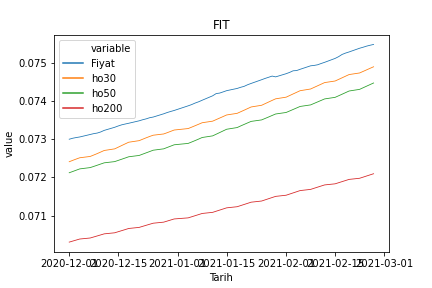 FIT
variable
Fiyat
ho30
ho50
ho200
value
0.075
0.074
0.073
0.072
0.071
2020-12-01
2020-12-15
2021-01-01
2021-01-15
2021-02-01
2021-02-15
2021-03-01
Tarih